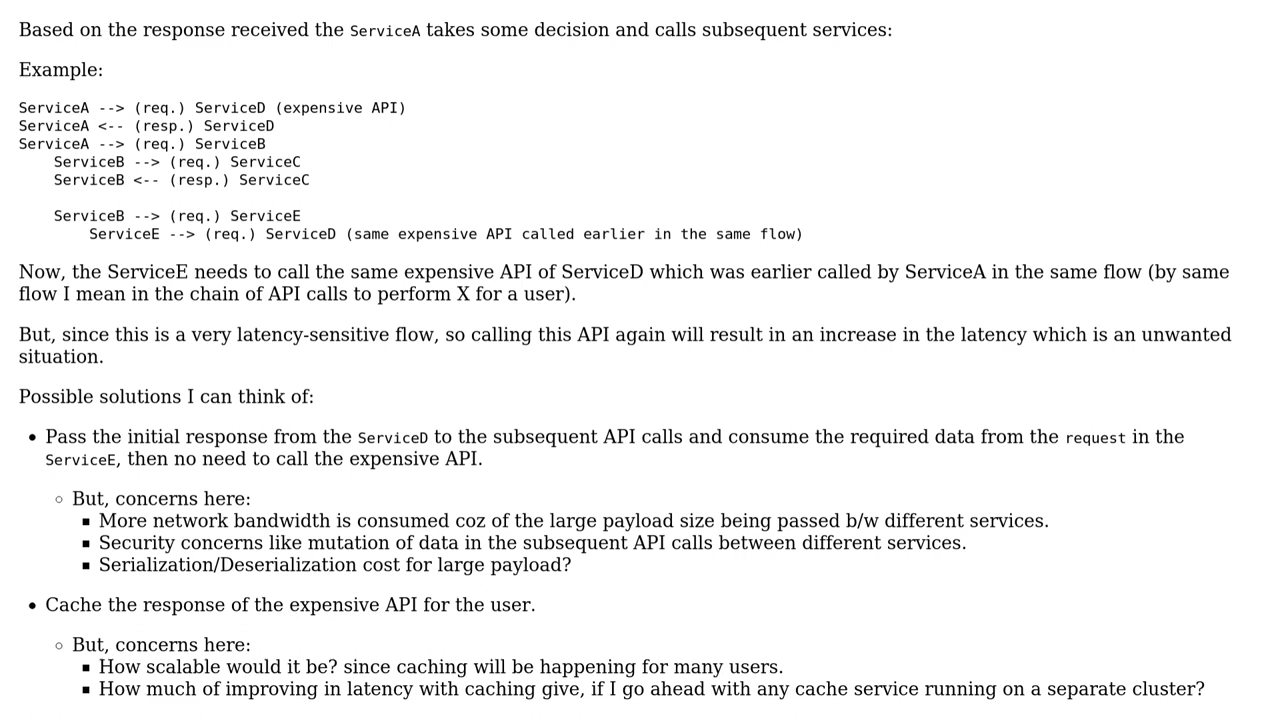 Based on the response received the ServiceA takes some decision and calls subsequent services:
Example:
ServiceA --> (req.) ServiceD (expensive API)
ServiceA <-- (resp.) ServiceD
ServiceA --> (req.) ServiceB
    ServiceB --> (req.) ServiceC
    ServiceB <-- (resp.) ServiceC
    ServiceB --> (req.) ServiceE
        ServiceE --> (req.) ServiceD (same expensive API called earlier in the same flow)
Now, the ServiceE needs to call the same expensive API of ServiceD which was earlier called by ServiceA in the same flow (by same
flow I mean in the chain of API calls to perform X for a user).
But, since this is a very latency-sensitive flow, so calling this API again will result in an increase in the latency which is an unwanted
situation.
Possible solutions I can think of:
• Pass the initial response from the ServiceD to the subsequent API calls and consume the required data from the request in the
ServiceE, then no need to call the expensive API.
◦ But, concerns here:
▪ More network bandwidth is consumed coz of the large payload size being passed b/w different services.
▪ Security concerns like mutation of data in the subsequent API calls between different services.
▪ Serialization/Deserialization cost for large payload?
• Cache the response of the expensive API for the user.
◦ But, concerns here:
▪ How scalable would it be? since caching will be happening for many users.
▪ How much of improving in latency with caching give, if I go ahead with any cache service running on a separate cluster?